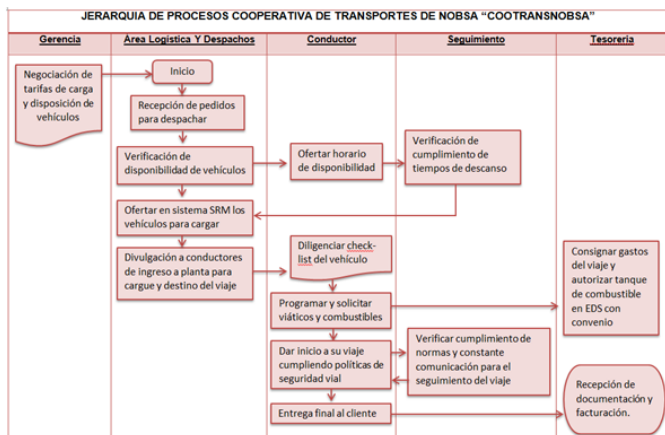 JERARQUIA DE PROCESOS COOPERATIVA DE TRANSPORTES DE NOBSA “COOTRANSNOBSA”
Gerencia
Área Logística Y Despachos
Conductor
Seguimiento
Tesoreria
Negociación de
tarifas de carga
y disposición de
vehículos
Inicio
Recepción de pedidos
para despachar
Verificación de
disponibilidad de vehículos
Ofertar horario
de disponibilidad
Verificación de
cumplimiento de
tiempos de descanso
Ofertar en sistema SRM los
vehículos para cargar
Divulgación a conductores
de ingreso a planta para
cargue y destino del viaje
Diligenciar check-
list del vehículo
Programar y solicitar
viáticos y combustibles
Consignar gastos
del viaje y
autorizar tanque
de combustible
en EDS con
convenio
Dar inicio a su viaje
cumpliendo políticas de
seguridad vial
Verificar cumplimiento de
normas y constante
comunicación para el
seguimiento del viaje
Entrega final al cliente
Recepción de
documentación y
facturación.